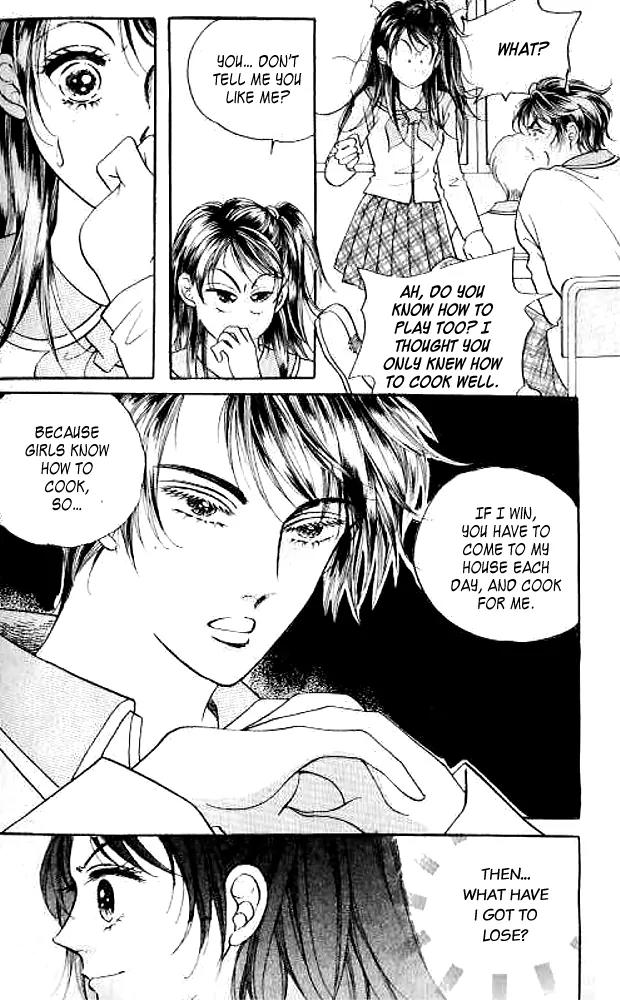 YOU... DON'T
TELL ME YOU
LIKE ME?
WHAT?
AH, DO YOU
KNOW HOW TO
PLAY TOO? I
THOUGHT YOU
ONLY KNEW HOW
TO COOK WELL.
BECAUSE
GIRLS KNOW
HOW TO
COOK,
SO...
IF I WIN,
YOU HAVE TO
COME TO MY
HOUSE EACH
DAY, AND COOK
FOR ME.
THEN...
WHAT HAVE
I GOT TO
LOSE?